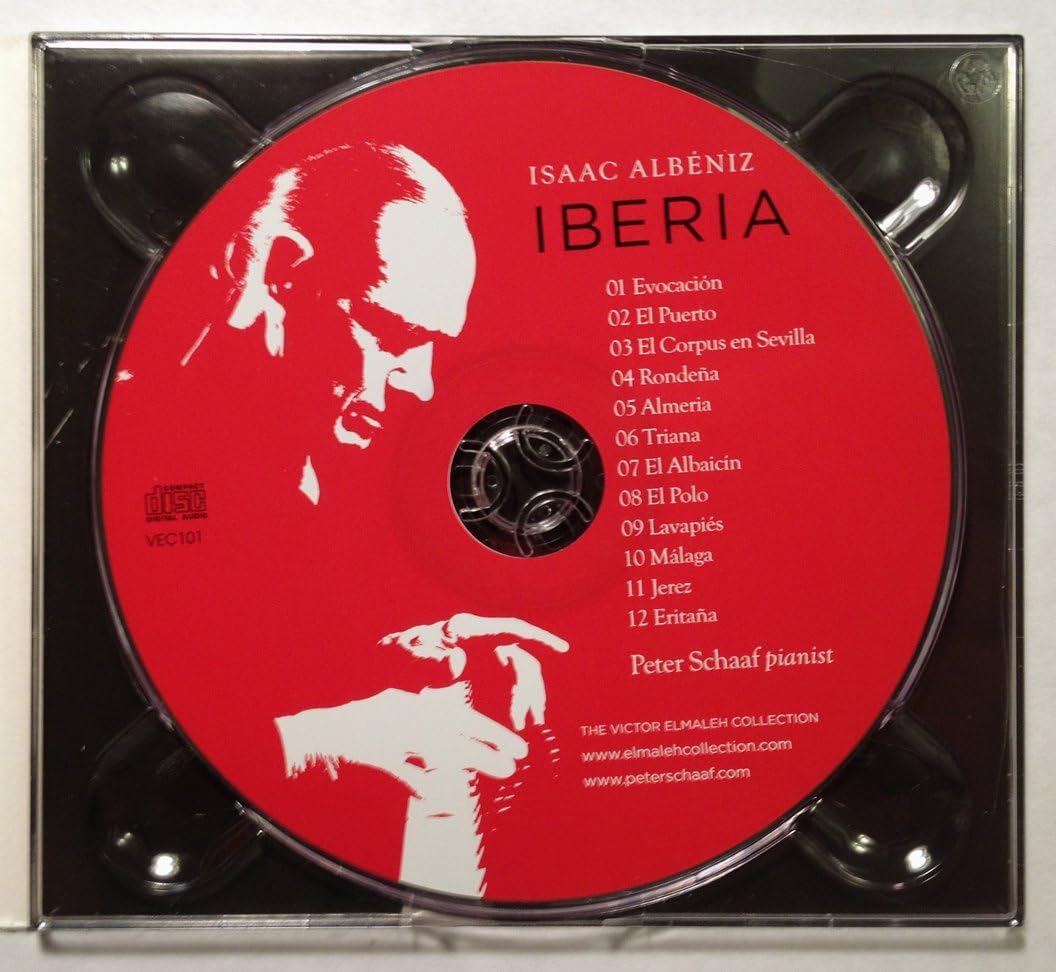 ISAAC ALBÉNIZ
IBERIA
01 Evocación
02 El Puerto
03 El Corpus en Sevilla
04 Rondeña
05 Almeria
06 Triana
07 El Albaicín
08 El Polo
09 Lavapiés
10 Málaga
11 Jerez
12 Eritaña
Peter Schaaf pianist
THE VICTOR ELMALEH COLLECTION
www.elmalehcollection.com
www.peterschaaf.com
COMPACT
disc
DIGITAL AUDIO
VEC101